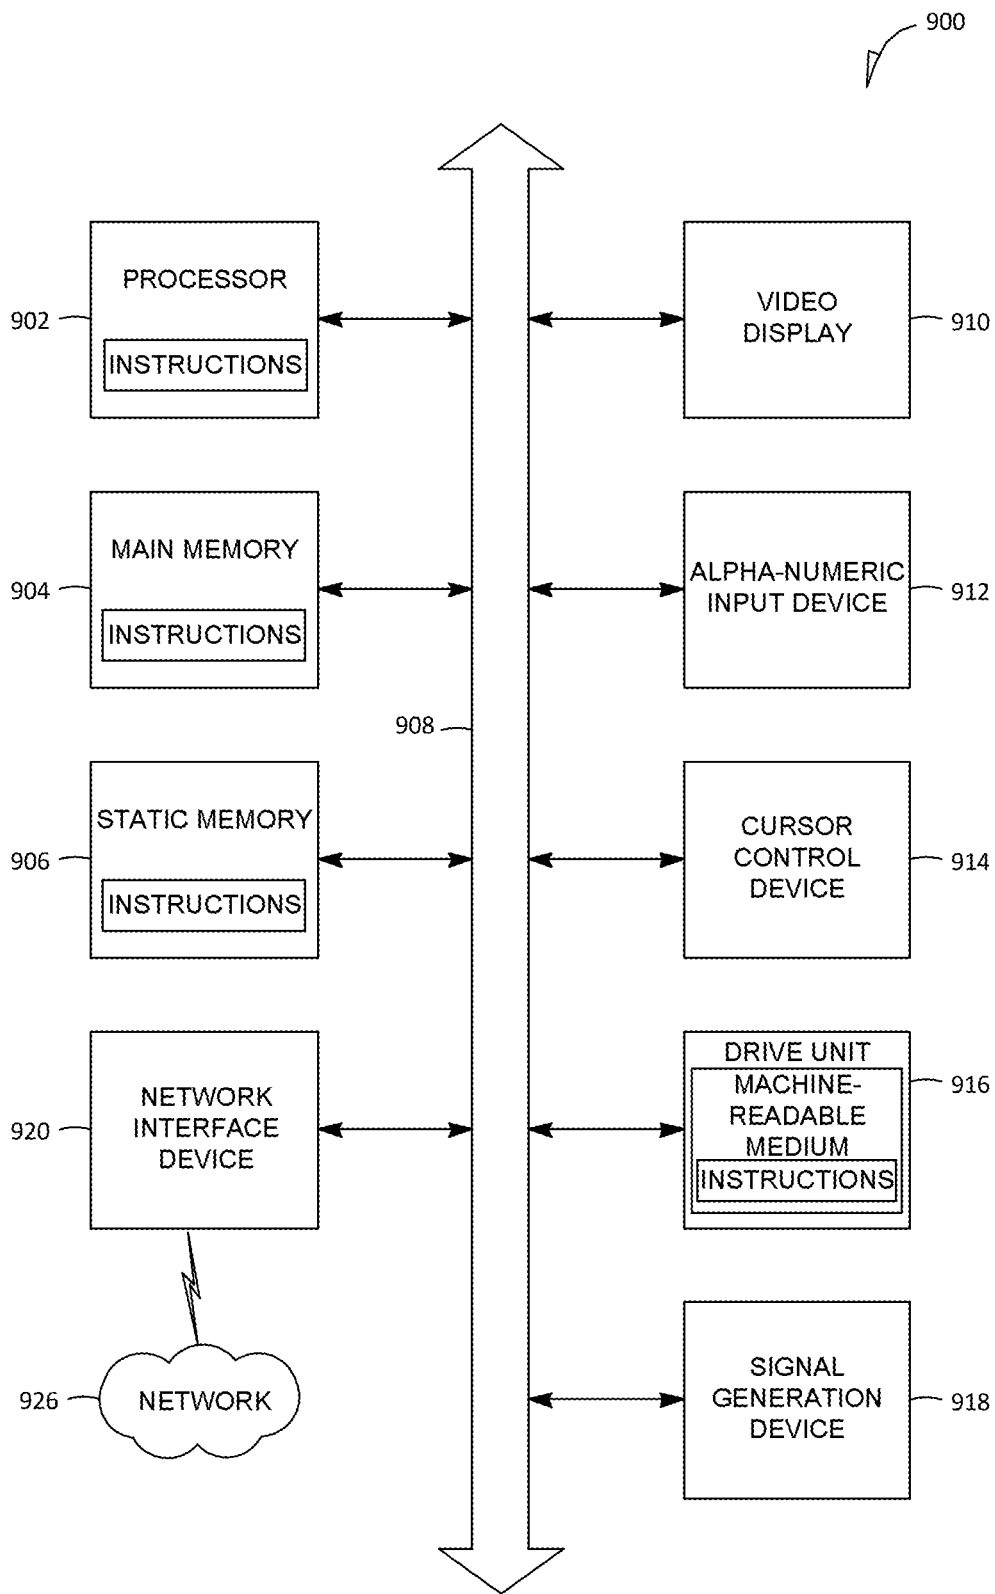 900
PROCESSOR
INSTRUCTIONS
902
VIDEO
DISPLAY
910
MAIN MEMORY
INSTRUCTIONS
904
ALPHA-NUMERIC
INPUT DEVICE
912
908
STATIC MEMORY
INSTRUCTIONS
906
CURSOR
CONTROL
DEVICE
914
NETWORK
INTERFACE
DEVICE
920
DRIVE UNIT
MACHINE-
READABLE
MEDIUM
INSTRUCTIONS
916
NETWORK
926
SIGNAL
GENERATION
DEVICE
918